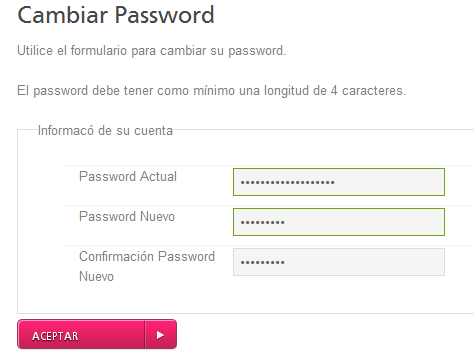 Cambiar Password
Utilice el formulario para cambiar su password.
El password debe tener como mínimo una longitud de 4 caracteres.
Informacó de su cuenta
Password Actual
•••••••••••••••••••
Password Nuevo
•••••••••
Confirmación Password
Nuevo
•••••••••
ACEPTAR